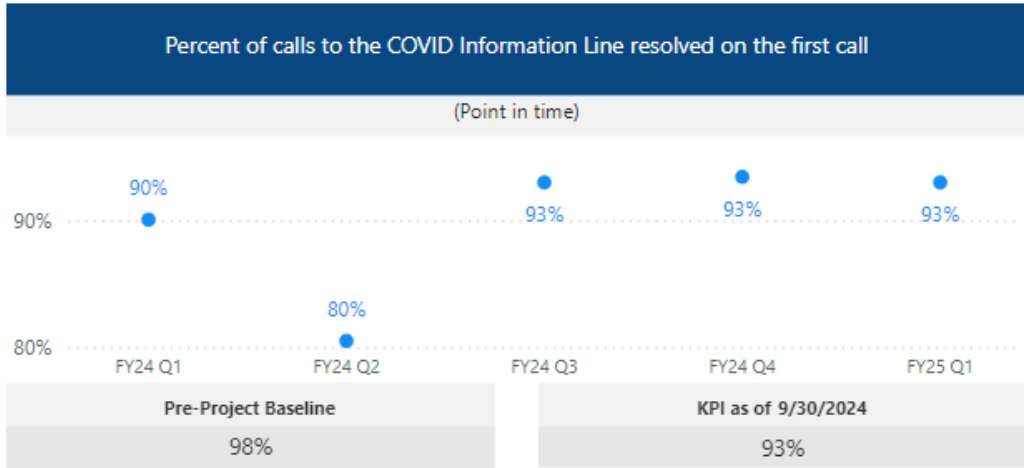 Percent of calls to the COVID Information Line resolved on the first call
(Point in time)
90%
90%
80%
93%
93%
93%
80%
FY24 Q1
FY24 Q2
FY24 Q3
FY24 Q4
FY25 Q1
Pre-Project Baseline
KPI as of 9/30/2024
98%
93%